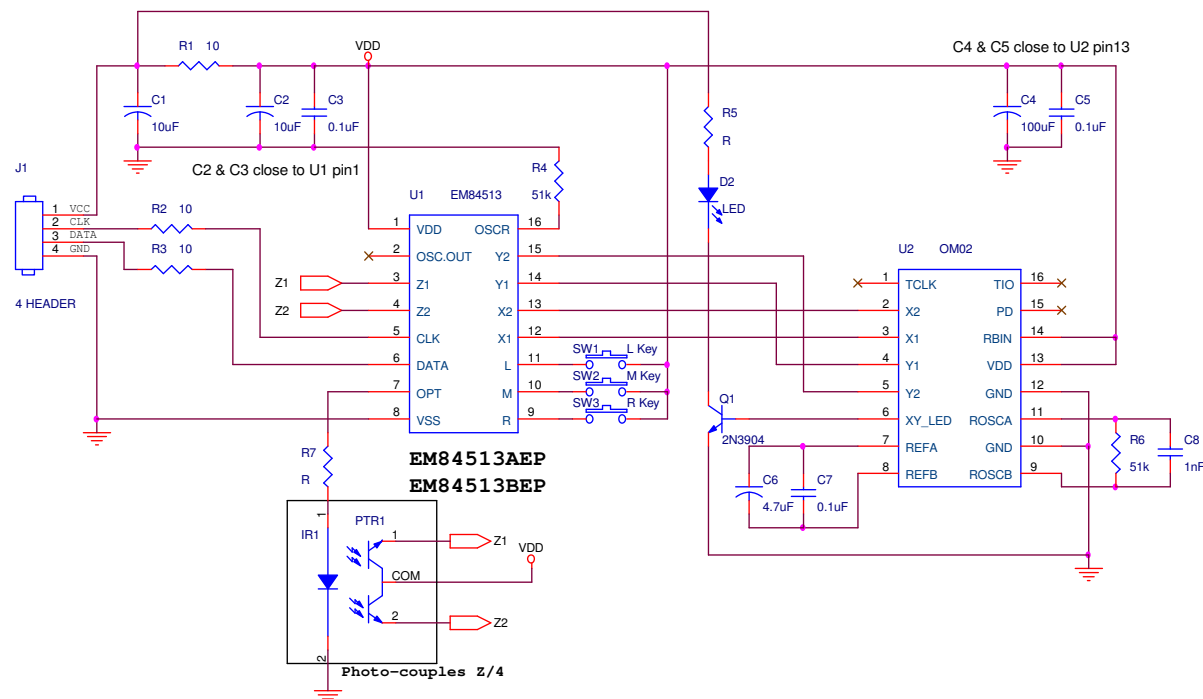 C4 & C5 close to U2 pin13
R1 10
VDD
C1
10uF
C2
10uF
C3
0.1uF
C4
100uF
C5
0.1uF
R5
R
C2 & C3 close to U1 pin1
R4
51k
D2
LED
J1
1 VCC
2 CLK
3 DATA
4 GND
4 HEADER
R2 10
R3 10
Z1
Z2
U1 EM84513
1 VDD
2 OSC.OUT
3 Z1
4 Z2
5 CLK
6 DATA
7 OPT
8 VSS
OSCR 16
Y2 15
Y1 14
X2 13
X1 12
L 11
M 10
R 9
SW1 L Key
SW2 M Key
SW3 R Key
EM84513AEP
EM84513BEP
U2 OM02
1 TCLK
2 X2
3 X1
4 Y1
5 Y2
6 XY_LED
7 REFA
8 REFB
TIO 16
PD 15
RBIN 14
VDD 13
GND 12
ROSCA 11
GND 10
ROSCB 9
Q1
2N3904
C6
4.7uF
C7
0.1uF
R6
51k
C8
1nF
R7
R
1
IR1
2
PTR1
1
COM
2
Z1
VDD
Z2
Photo-couples Z/4